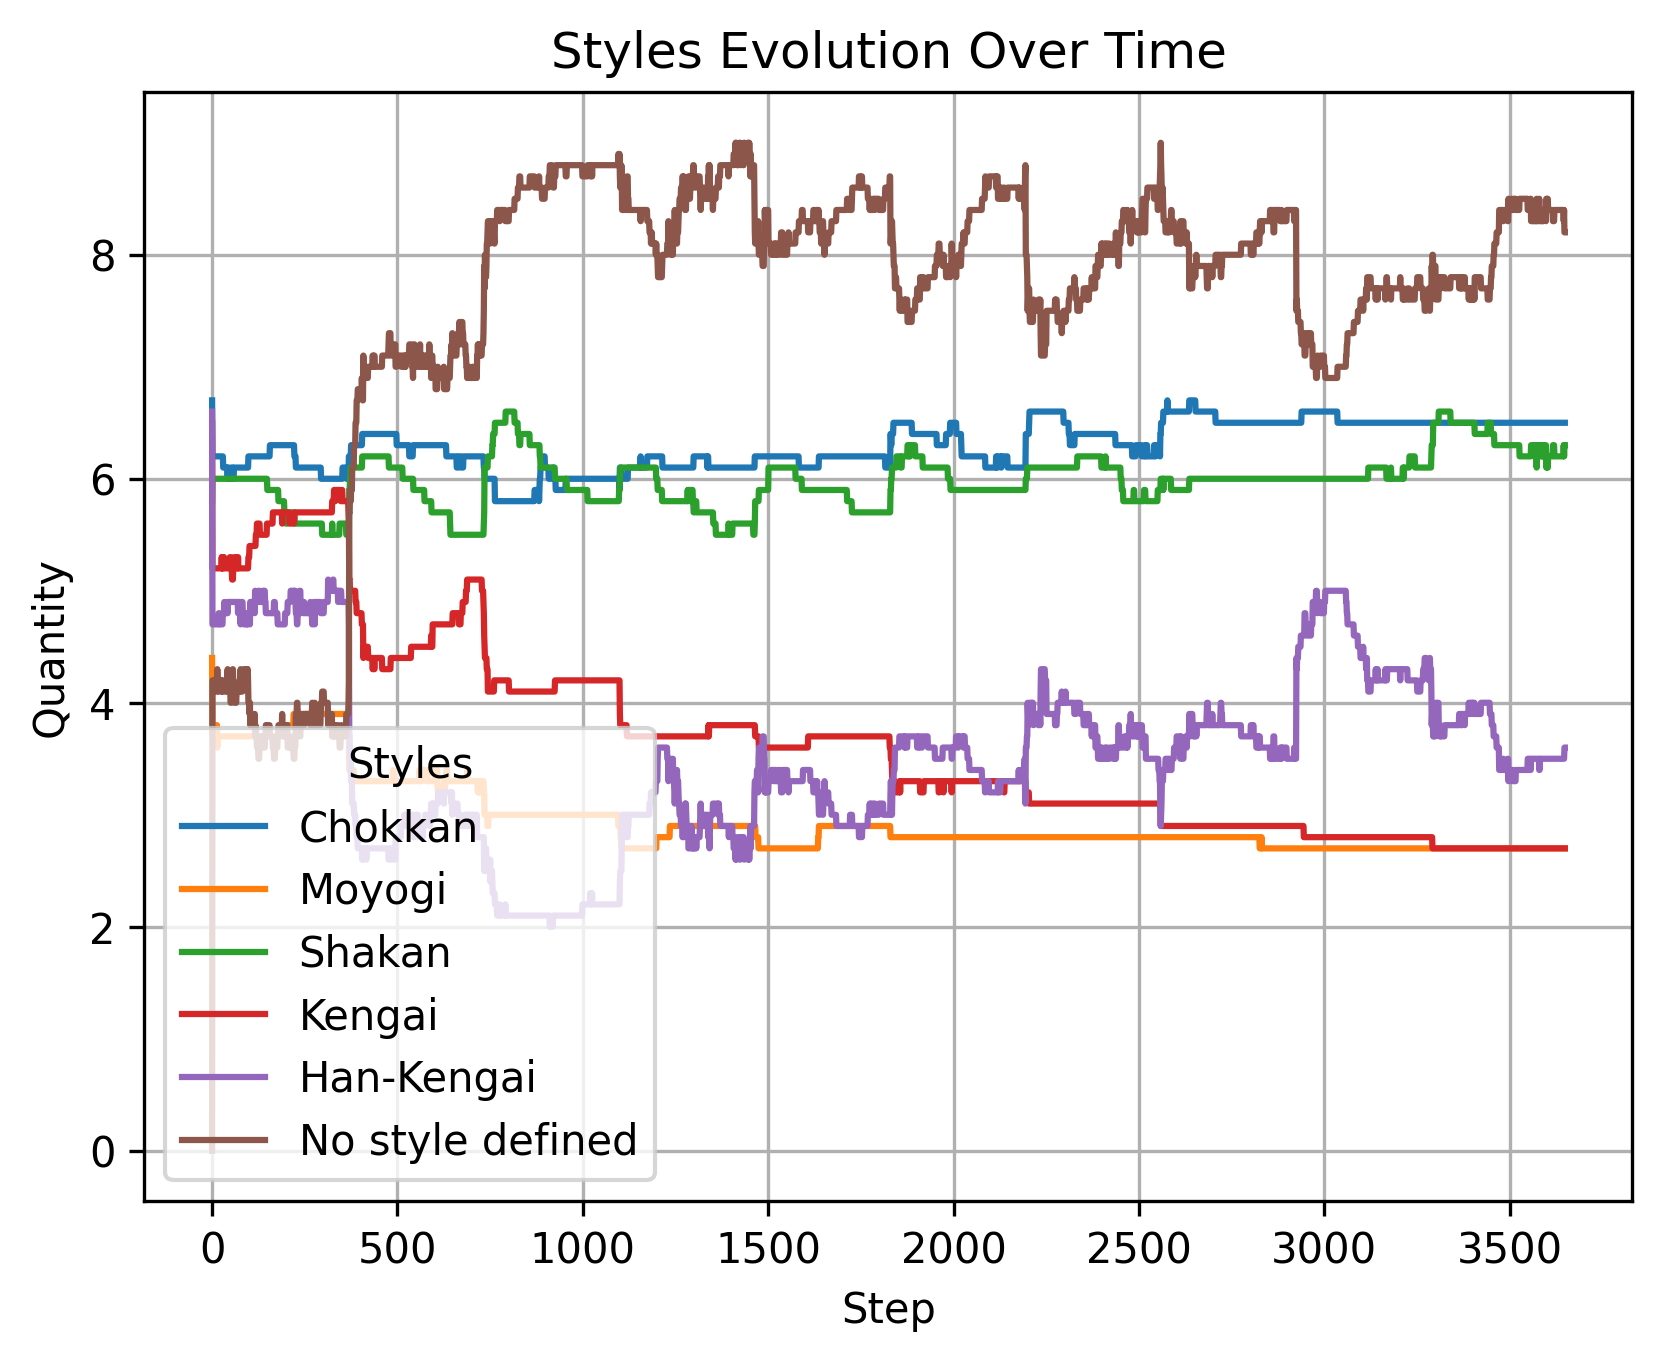 Styles Evolution Over Time
Quantity
8
6
4
2
0
Styles
Chokkan
Moyogi
Shakan
Kengai
Han-Kengai
No style defined
0 500 1000 1500 2000 2500 3000 3500
Step